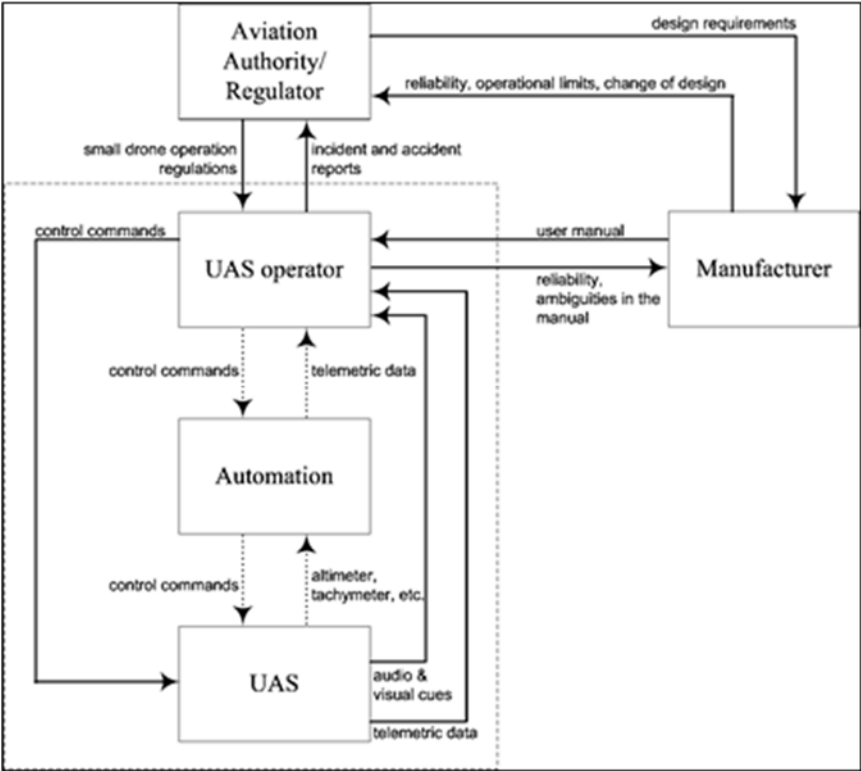 Aviation
Authority/
Regulator
design requirements
reliability, operational limits, change of design
small drone operation
regulations
incident and accident
reports
control commands
UAS operator
user manual
reliability,
ambiguities in the
manual
Manufacturer
control commands
telemetric data
Automation
control commands
altimeter,
tachymeter, etc.
UAS
audio &
visual cues
telemetric data